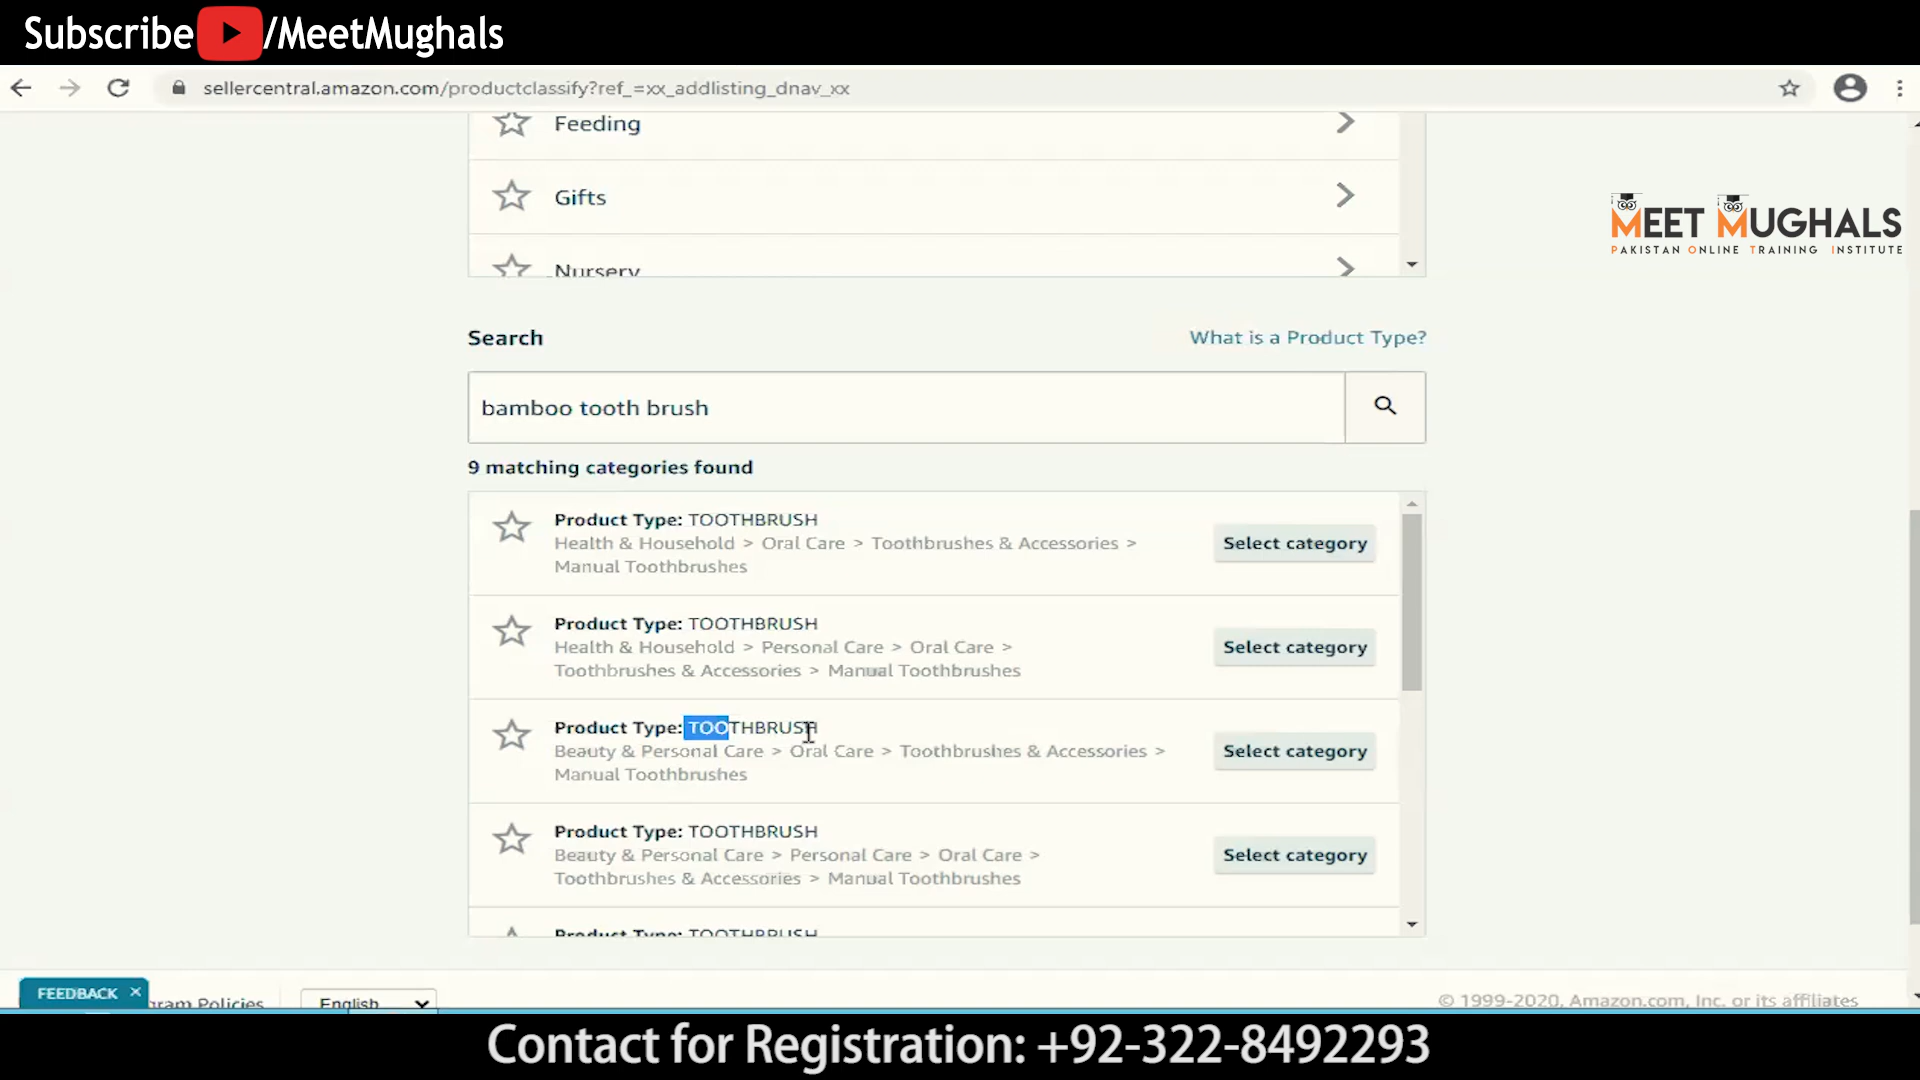 Subscribe /MeetMughals
sellercentral.amazon.com/productclassify?ref_=xx_addlisting_dnav_xx
Feeding
Gifts
Nursery
MEET MUGHALS
PAKISTAN ONLINE TRAINING INSTITUTE
Search
What is a Product Type?
bamboo tooth brush
9 matching categories found
Product Type: TOOTHBRUSH
Health & Household > Oral Care > Toothbrushes & Accessories >
Manual Toothbrushes
Select category
Product Type: TOOTHBRUSH
Health & Household > Personal Care > Oral Care >
Toothbrushes & Accessories > Manual Toothbrushes
Select category
Product Type: TOOTHBRUSH
Beauty & Personal Care > Oral Care > Toothbrushes & Accessories >
Manual Toothbrushes
Select category
Product Type: TOOTHBRUSH
Beauty & Personal Care > Personal Care > Oral Care >
Toothbrushes & Accessories > Manual Toothbrushes
Select category
Product Type: TOOTHBRUSH
FEEDBACK ×
gram Policies
English
© 1999-2020, Amazon.com, Inc. or its affiliates
Contact for Registration: +92-322-8492293